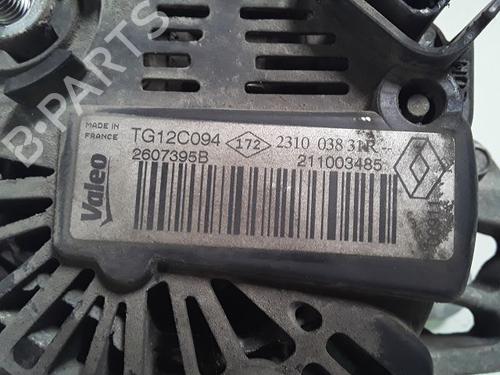 B-PARTS
MADE IN
FRANCE
TG12C094 172 2310 038 31R--
2607395B 211003485
Valeo